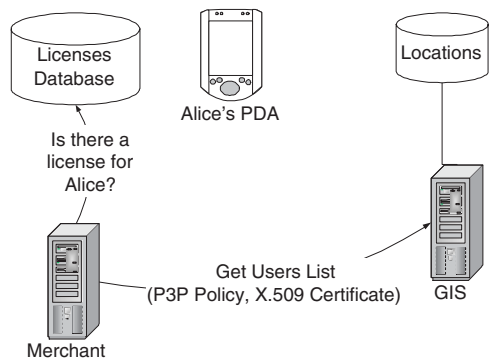 Licenses
Database
Locations
Alice's PDA
Is there a
license for
Alice?
Get Users List
(P3P Policy, X.509 Certificate)
GIS
Merchant